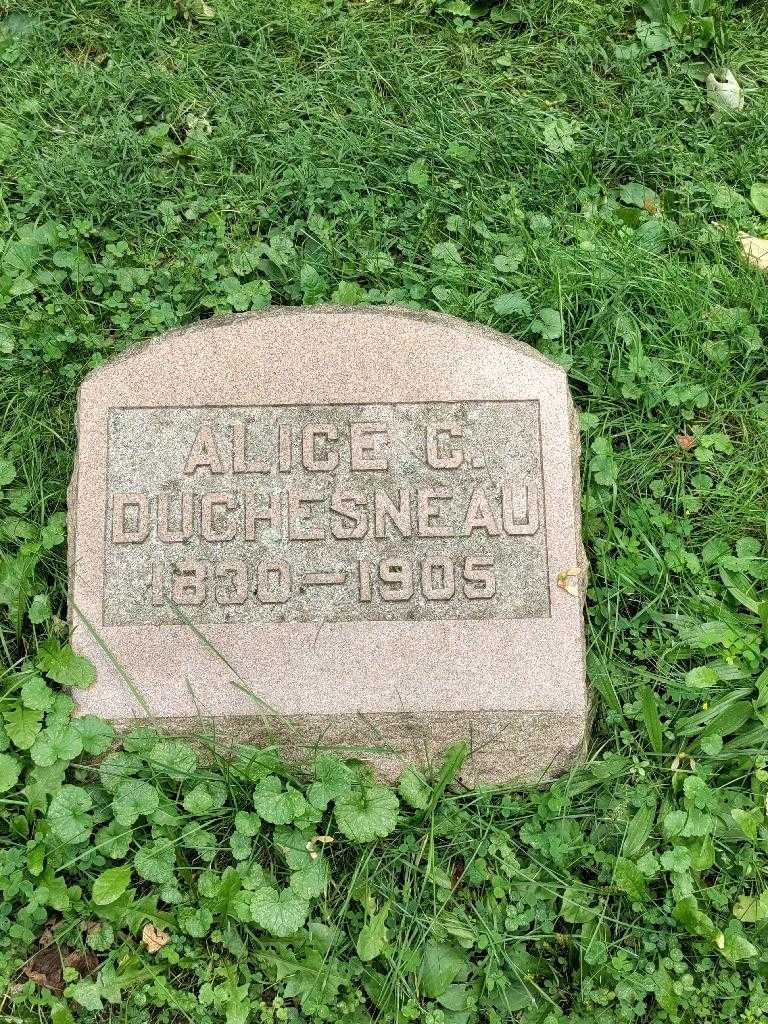 ALICE C.
DUCHESNEAU
1830-1905